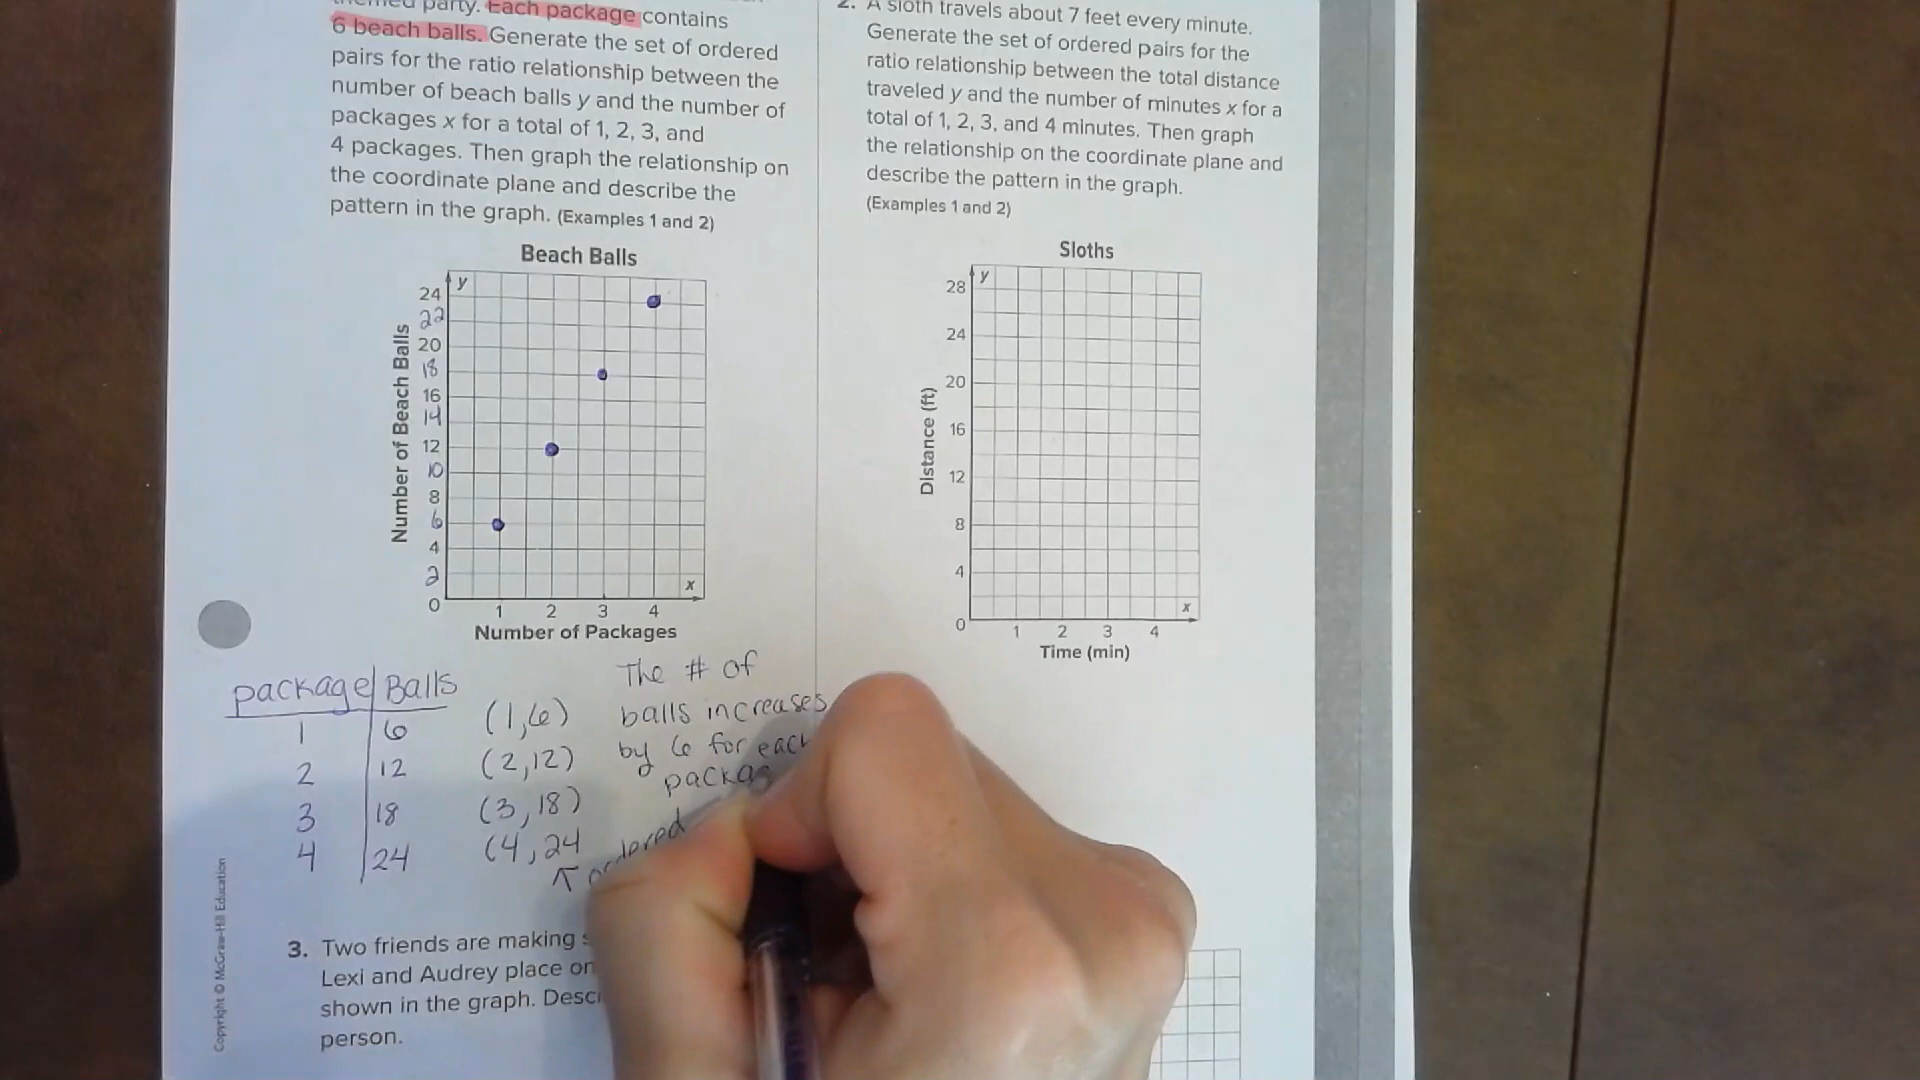 party. Each package contains
6 beach balls. Generate the set of ordered
pairs for the ratio relationship between the
number of beach balls y and the number of
packages x for a total of 1, 2, 3, and
4 packages. Then graph the relationship on
the coordinate plane and describe the
pattern in the graph. (Examples 1 and 2)
Beach Balls
y
24
22
20
18
16
14
12
10
8
6
4
2
0
x
1 2 3 4
Number of Beach Balls
Number of Packages
package Balls
1 6
2 12
3 18
4 24
(1,6)
(2,12)
(3,18)
(4,24
The # of
balls increases
by 6 for each
2. A sloth travels about 7 feet every minute.
Generate the set of ordered pairs for the
ratio relationship between the total distance
traveled y and the number of minutes x for a
total of 1, 2, 3, and 4 minutes. Then graph
the relationship on the coordinate plane and
describe the pattern in the graph.
(Examples 1 and 2)
Sloths
y
28
24
20
16
12
8
4
0
x
1 2 3 4
Distance (ft)
Time (min)
3. Two friends are making
Lexi and Audrey place
shown in the graph.
person.
Copyright © McGraw-Hill Education